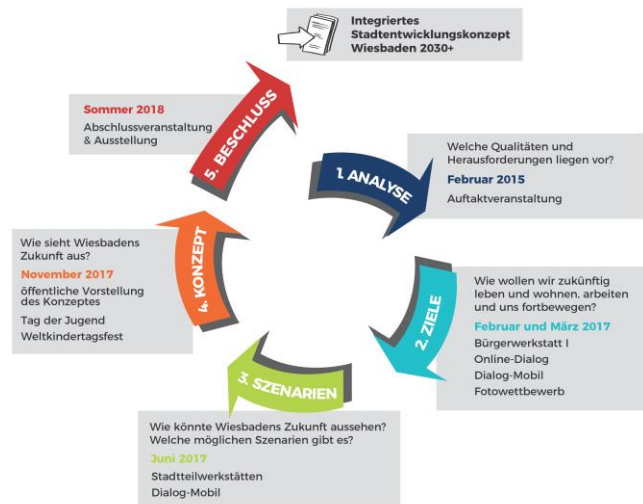 Integriertes
Stadtentwicklungskonzept
Wiesbaden 2030+
1. ANALYSE
Welche Qualitäten und
Herausforderungen liegen vor?
Februar 2015
Auftaktveranstaltung
2. ZIELE
Wie wollen wir zukünftig
leben und wohnen, arbeiten
und uns fortbewegen?
Februar und März 2017
Bürgerwerkstatt I
Online-Dialog
Dialog-Mobil
Fotowettbewerb
3. SZENARIEN
Wie könnte Wiesbadens Zukunft aussehen?
Welche möglichen Szenarien gibt es?
Juni 2017
Stadtteilwerkstätten
Dialog-Mobil
4. KONZEPT
Wie sieht Wiesbadens
Zukunft aus?
November 2017
öffentliche Vorstellung
des Konzeptes
Tag der Jugend
Weltkindertagsfest
5. BESCHLUSS
Sommer 2018
Abschlussveranstaltung
& Ausstellung